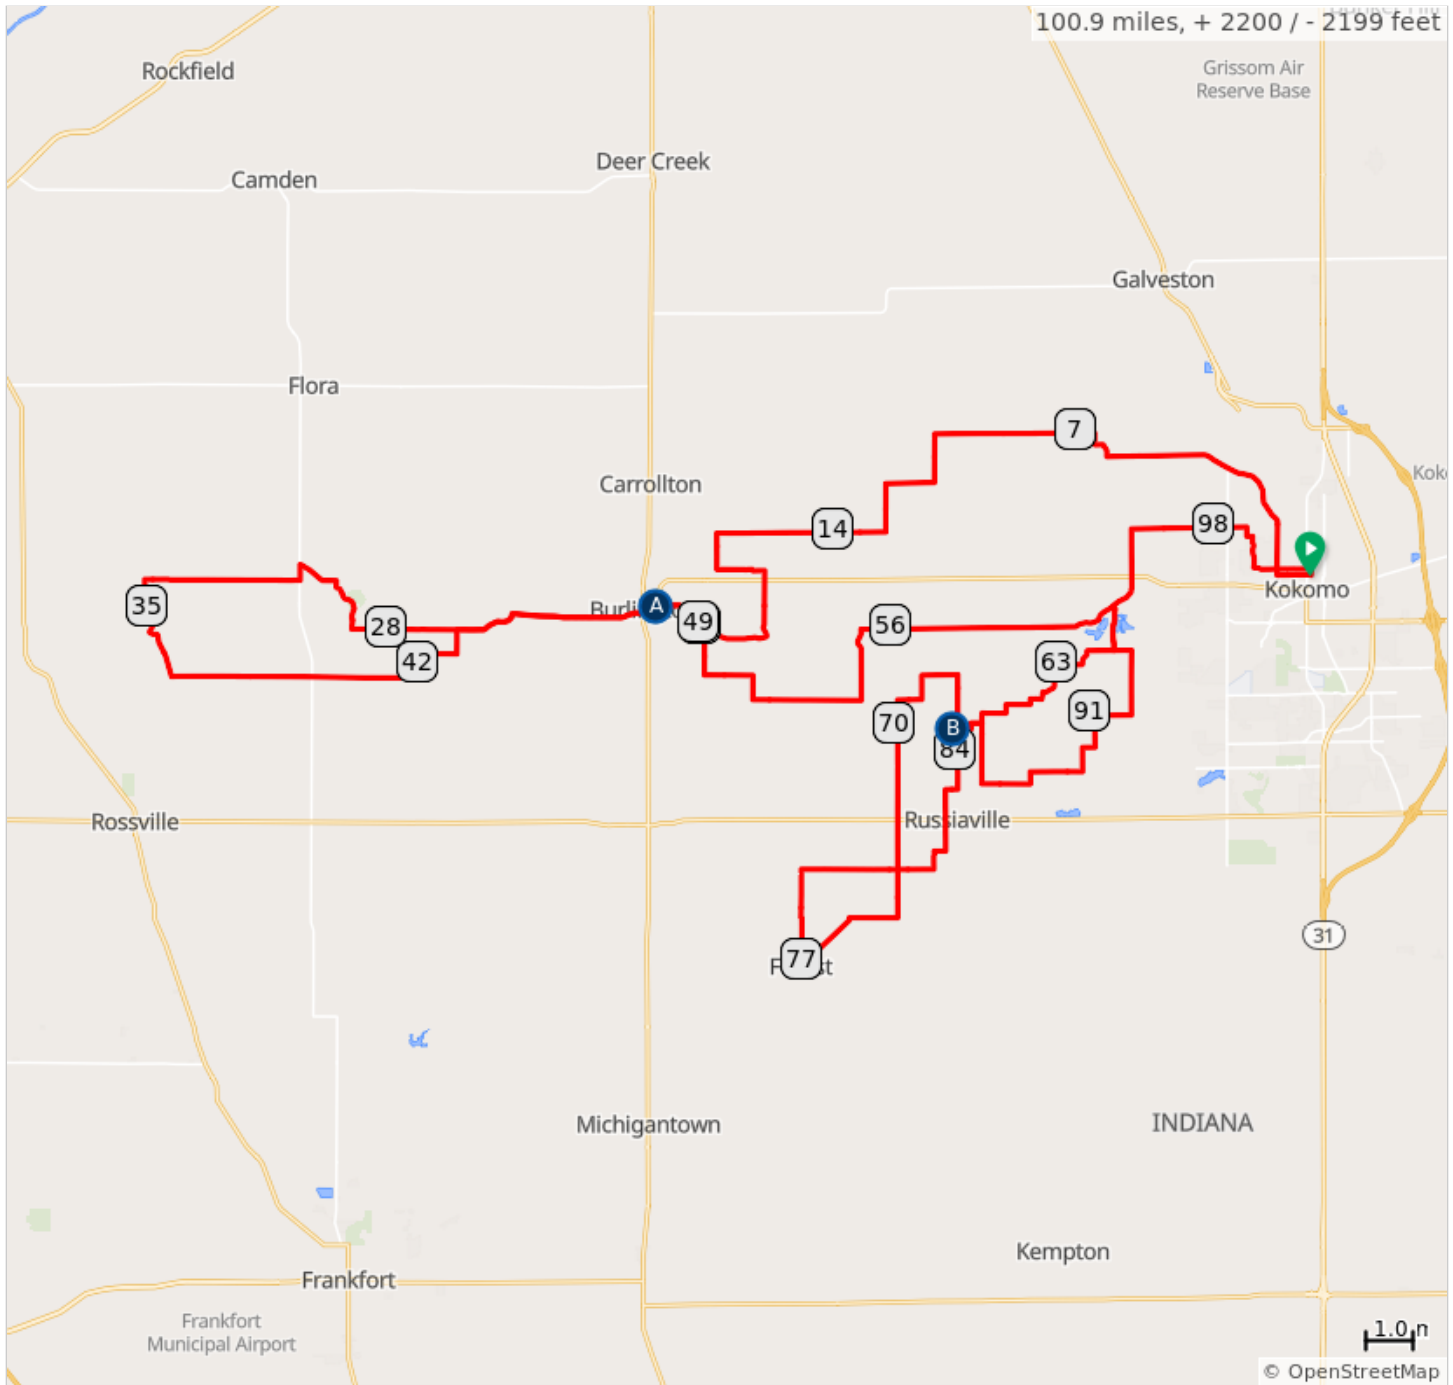 100.9 miles, + 2200 / - 2199 feet
Rockfield
Grissom Air
Reserve Base
Deer Creek
Camden
Galveston
Flora
7
Carrollton
14
98
35
A
49
28
56
Kokomo
42
63
70
91
B
84
Rossville
Russiaville
31
77
Michigantown
INDIANA
Kempton
Frankfort
Frankfort
Municipal Airport
1.0
© OpenStreetMap